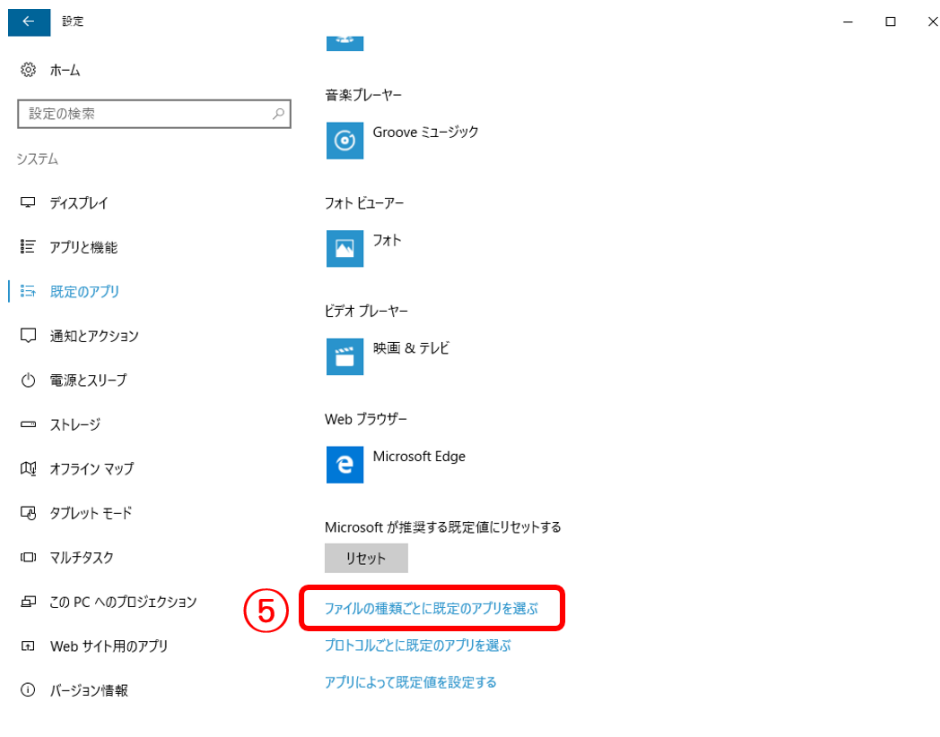 設定
ホーム
設定の検索
システム
ディスプレイ
アプリと機能
既定のアプリ
通知とアクション
電源とスリープ
ストレージ
オフライン マップ
タブレット モード
マルチタスク
この PC へのプロジェクション
Web サイト用のアプリ
バージョン情報
音楽プレーヤー
Groove ミュージック
フォト ビューアー
フォト
ビデオ プレーヤー
映画 & テレビ
Web ブラウザー
Microsoft Edge
Microsoft が推奨する既定値にリセットする
リセット
⑤
ファイルの種類ごとに既定のアプリを選ぶ
プロトコルごとに既定のアプリを選ぶ
アプリによって既定値を設定する